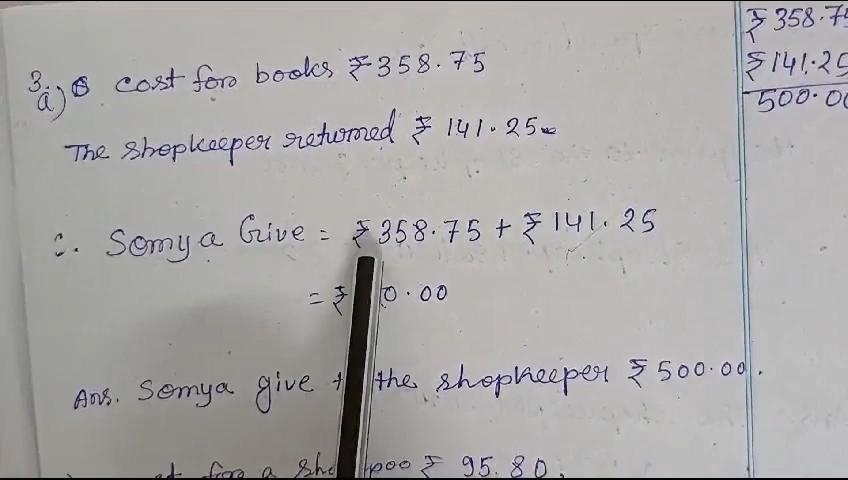 3.
a) cost foro books ₹358.75
The shopkeeper returned ₹ 141.25
∴ Somya Give = ₹358.75 + ₹141.25
= ₹ 0.00
Ans. Somya give the shopkeeper ₹500.00.
for a ₹ 95.80.
₹358.75
₹141.25
500.00